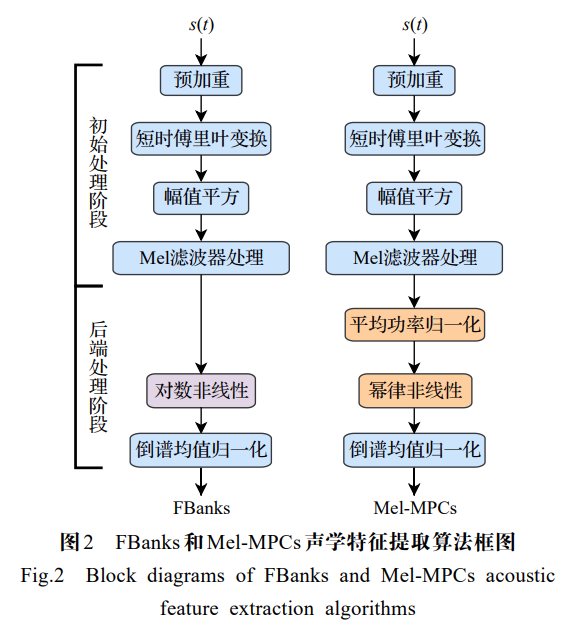 s(t)
s(t)
初始处理阶段
预加重
预加重
短时傅里叶变换
短时傅里叶变换
幅值平方
幅值平方
Mel滤波器处理
Mel滤波器处理
后端处理阶段
平均功率归一化
对数非线性
幂律非线性
倒谱均值归一化
倒谱均值归一化
FBanks
Mel-MPCs
图2 FBanks和Mel-MPCs声学特征提取算法框图
Fig.2 Block diagrams of FBanks and Mel-MPCs acoustic
feature extraction algorithms